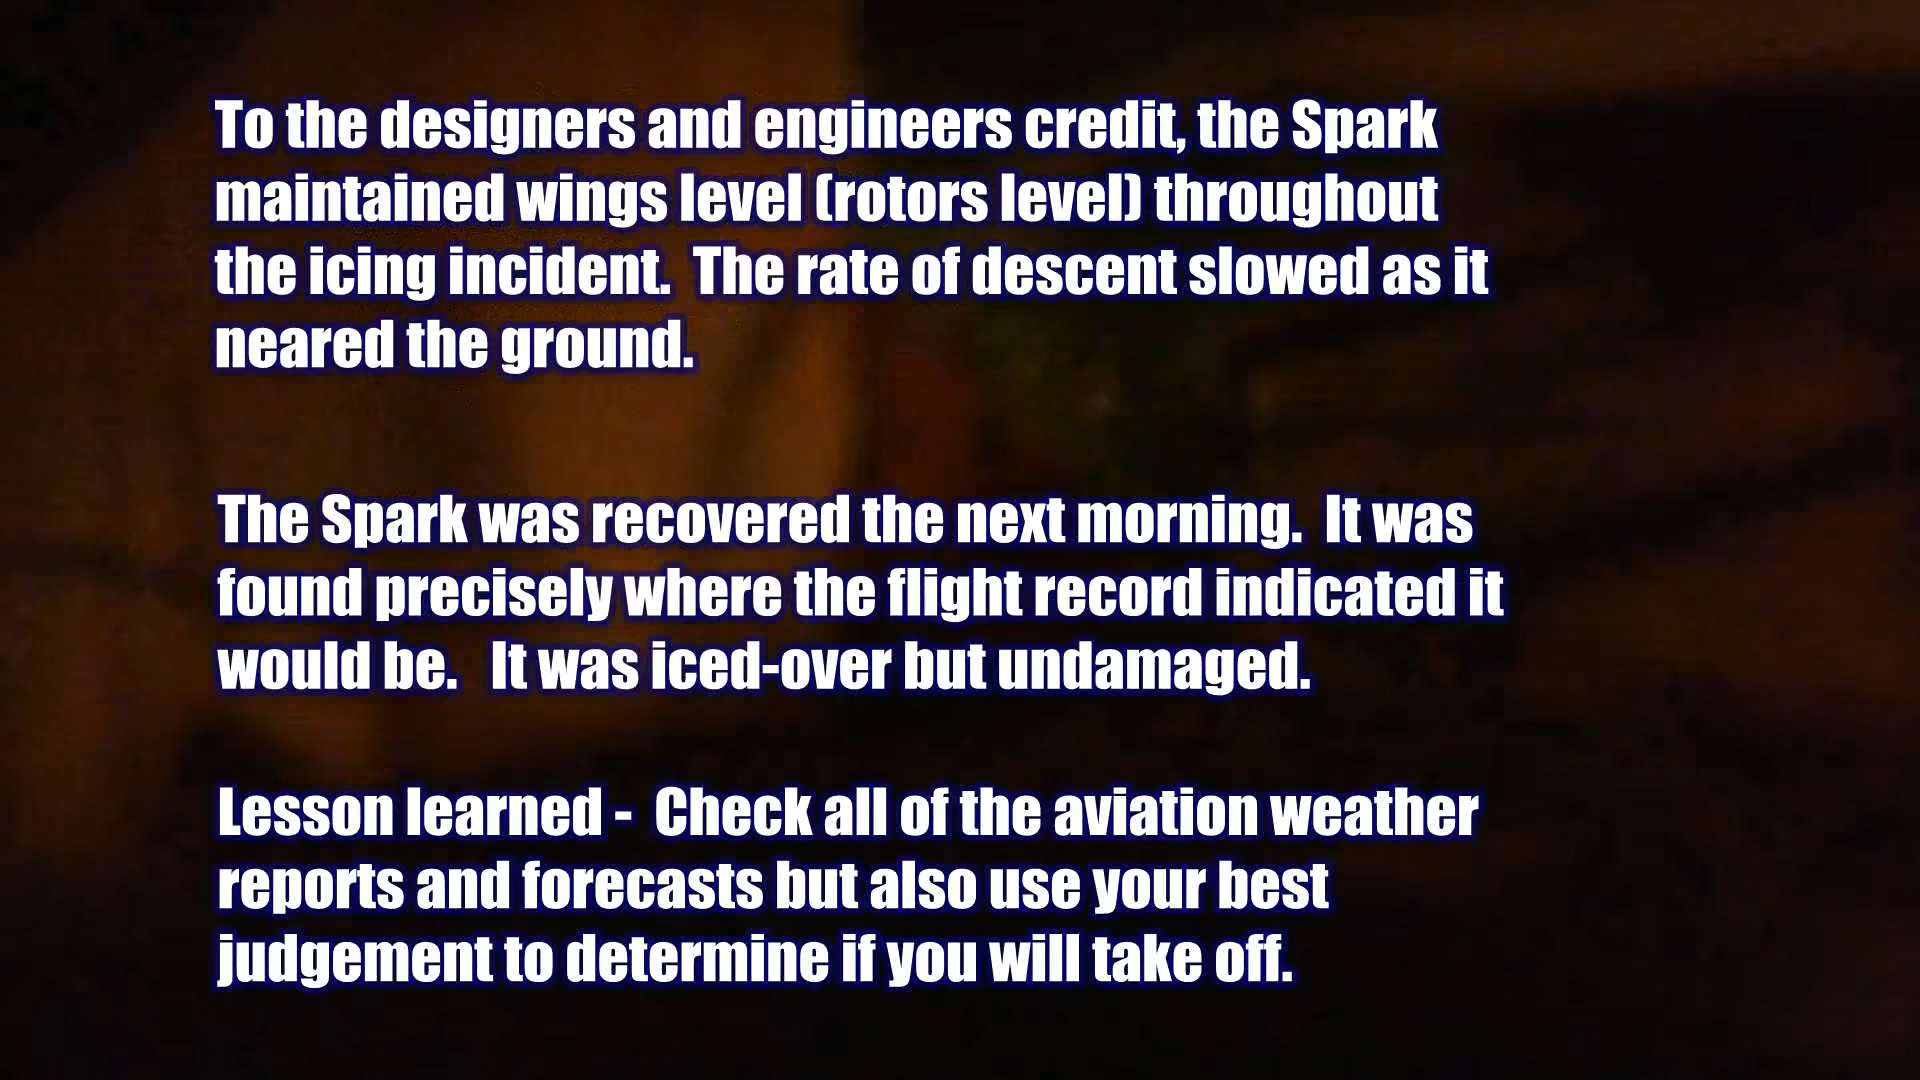 To the designers and engineers credit, the Spark
maintained wings level (rotors level) throughout
the icing incident.  The rate of descent slowed as it
neared the ground.
The Spark was recovered the next morning.  It was
found precisely where the flight record indicated it
would be.   It was iced-over but undamaged.
Lesson learned -  Check all of the aviation weather
reports and forecasts but also use your best
judgement to determine if you will take off.